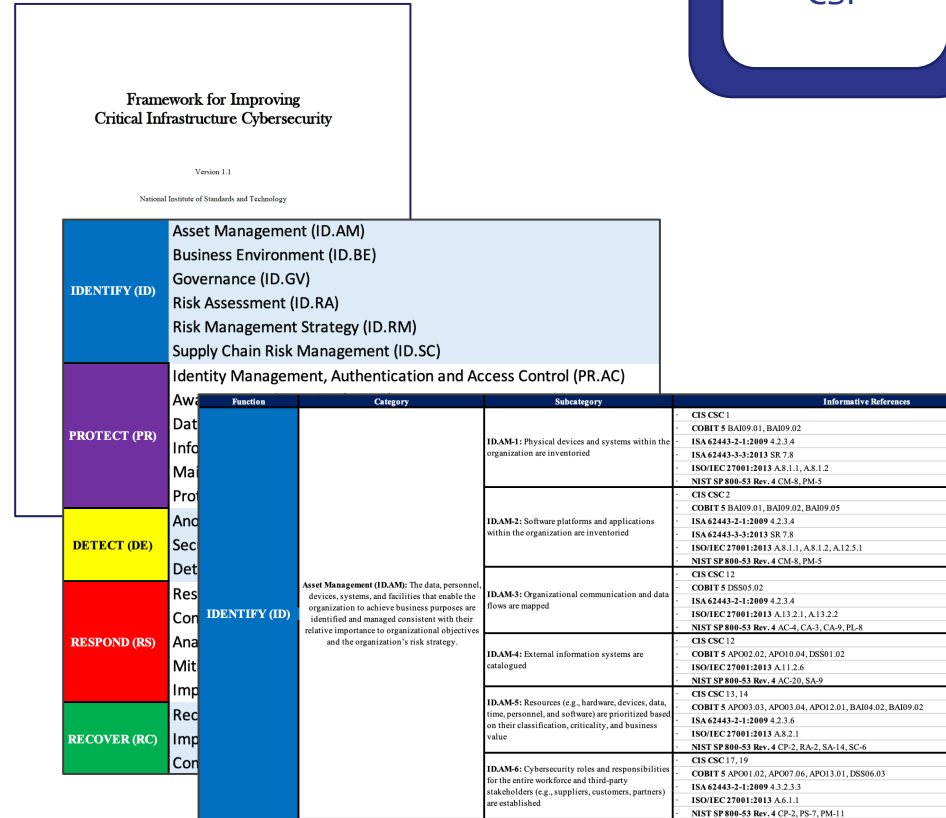 CSF
Framework for Improving
Critical Infrastructure Cybersecurity
Version 1.1
National Institute of Standards and Technology
IDENTIFY (ID)
Asset Management (ID.AM)
Business Environment (ID.BE)
Governance (ID.GV)
Risk Assessment (ID.RA)
Risk Management Strategy (ID.RM)
Supply Chain Risk Management (ID.SC)
PROTECT (PR)
Identity Management, Authentication and Access Control (PR.AC)
Awa
Dat
Info
Mai
Prot
DETECT (DE)
Ano
Sec
Det
RESPOND (RS)
Res
Con
Ana
Miti
Imp
RECOVER (RC)
Rec
Imp
Con
Function
Category
Subcategory
Informative References
IDENTIFY (ID)
Asset Management (ID.AM): The data, personnel,
devices, systems, and facilities that enable the
organization to achieve business purposes are
identified and managed consistent with their
relative importance to organizational objectives
and the organization's risk strategy.
ID.AM-1: Physical devices and systems within the
organization are inventoried
· CIS CSC 1
· COBIT 5 BAI09.01, BAI09.02
· ISA 62443-2-1:2009 4.2.3.4
· ISA 62443-3-3:2013 SR 7.8
· ISO/IEC 27001:2013 A.8.1.1, A.8.1.2
· NIST SP 800-53 Rev. 4 CM-8, PM-5
ID.AM-2: Software platforms and applications
within the organization are inventoried
· CIS CSC 2
· COBIT 5 BAI09.01, BAI09.02, BAI09.05
· ISA 62443-2-1:2009 4.2.3.4
· ISA 62443-3-3:2013 SR 7.8
· ISO/IEC 27001:2013 A.8.1.1, A.8.1.2, A.12.5.1
· NIST SP 800-53 Rev. 4 CM-8, PM-5
ID.AM-3: Organizational communication and data
flows are mapped
· CIS CSC 12
· COBIT 5 DSS05.02
· ISA 62443-2-1:2009 4.2.3.4
· ISO/IEC 27001:2013 A.13.2.1, A.13.2.2
· NIST SP 800-53 Rev. 4 AC-4, CA-3, CA-9, PL-8
ID.AM-4: External information systems are
catalogued
· CIS CSC 12
· COBIT 5 APO02.02, APO10.04, DSS01.02
· ISO/IEC 27001:2013 A.11.2.6
· NIST SP 800-53 Rev. 4 AC-20, SA-9
ID.AM-5: Resources (e.g., hardware, devices, data,
time, personnel, and software) are prioritized based
on their classification, criticality, and business
value
· CIS CSC 13, 14
· COBIT 5 APO03.03, APO03.04, APO12.01, BAI04.02, BAI09.02
· ISA 62443-2-1:2009 4.2.3.6
· ISO/IEC 27001:2013 A.8.2.1
· NIST SP 800-53 Rev. 4 CP-2, RA-2, SA-14, SC-6
ID.AM-6: Cybersecurity roles and responsibilities
for the entire workforce and third-party
stakeholders (e.g., suppliers, customers, partners)
are established
· CIS CSC 17, 19
· COBIT 5 APO01.02, APO07.06, APO13.01, DSS06.03
· ISA 62443-2-1:2009 4.3.2.3.3
· ISO/IEC 27001:2013 A.6.1.1
· NIST SP 800-53 Rev. 4 CP-2, PS-7, PM-11